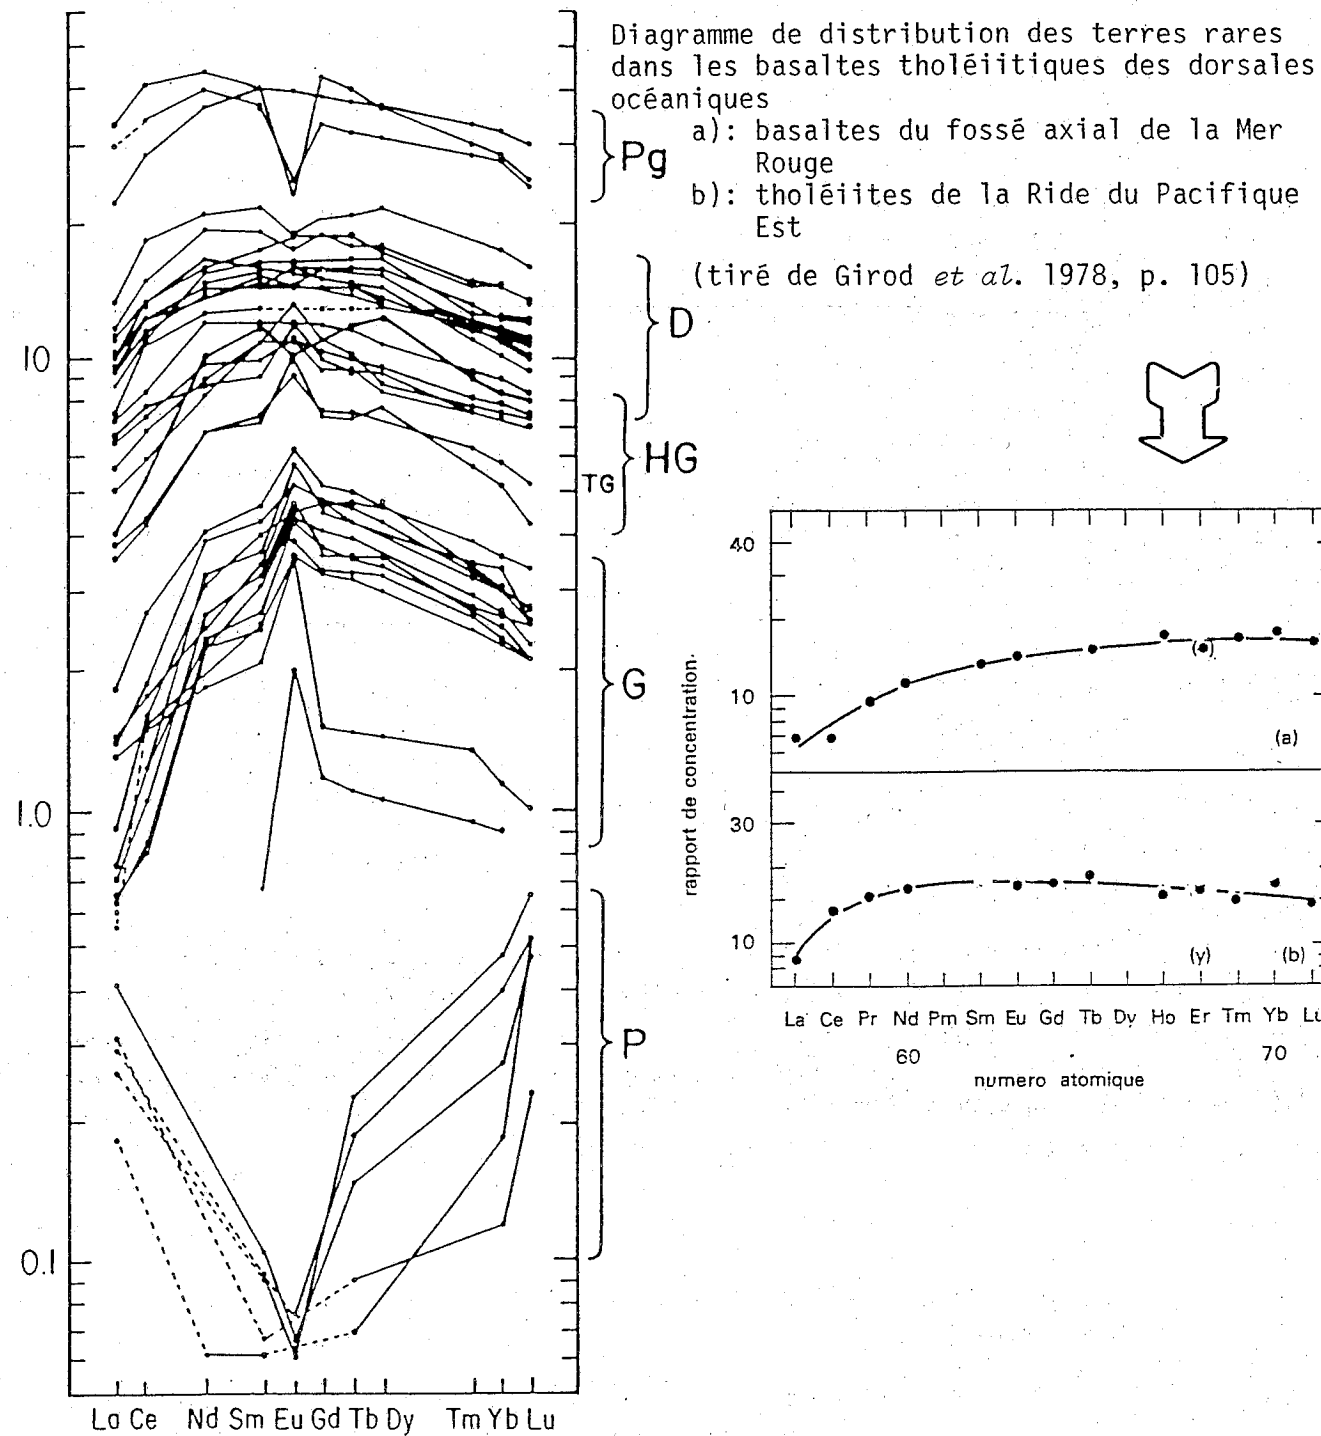 Diagramme de distribution des terres rares
dans les basaltes tholéiitiques des dorsales
océaniques
a): basaltes du fossé axial de la Mer
Rouge
b): tholéiites de la Ride du Pacifique
Est
(tiré de Girod et al. 1978, p. 105)
Pg
D
HG
TG
G
P
10
1.0
0.1
La Ce Nd Sm Eu Gd Tb Dy Tm Yb Lu
rapport de concentration.
40
10
(a)
30
10
(y) (b)
La Ce Pr Nd Pm Sm Eu Gd Tb Dy Ho Er Tm Yb Lu
60 70
numero atomique